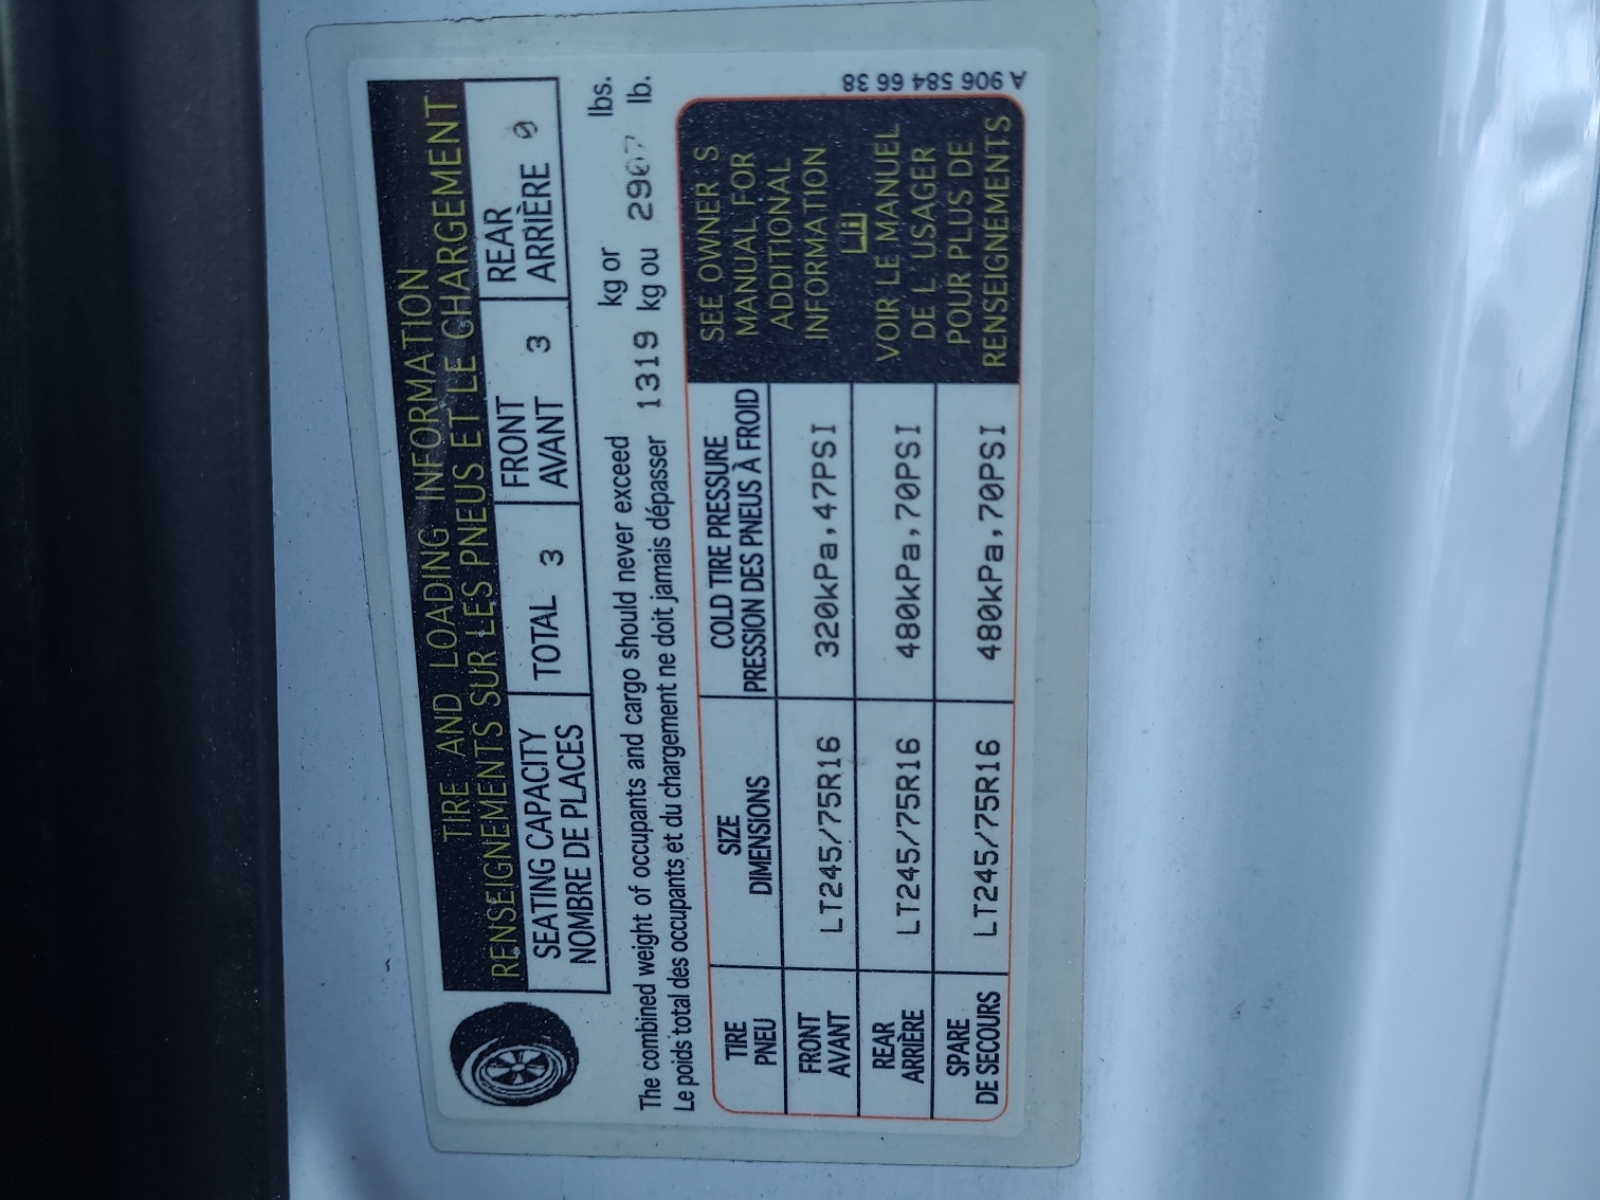 TIRE AND LOADING INFORMATION
RENSEIGNEMENTS SUR LES PNEUS ET LE CHARGEMENT
SEATING CAPACITY
NOMBRE DE PLACES
TOTAL 3
FRONT
AVANT 3
REAR
ARRIÈRE 0
The combined weight of occupants and cargo should never exceed kg or lbs.
Le poids total des occupants et du chargement ne doit jamais dépasser 1319 kg ou 2907 lb.
TIRE
PNEU
SIZE
DIMENSIONS
COLD TIRE PRESSURE
PRESSION DES PNEUS À FROID
FRONT
AVANT
LT245/75R16
320kPa,47PSI
REAR
ARRIÈRE
LT245/75R16
480kPa,70PSI
SPARE
DE SECOURS
LT245/75R16
480kPa,70PSI
SEE OWNER S
MANUAL FOR
ADDITIONAL
INFORMATION
i
VOIR LE MANUEL
DE L'USAGER
POUR PLUS DE
RENSEIGNEMENTS
A 906 584 66 38